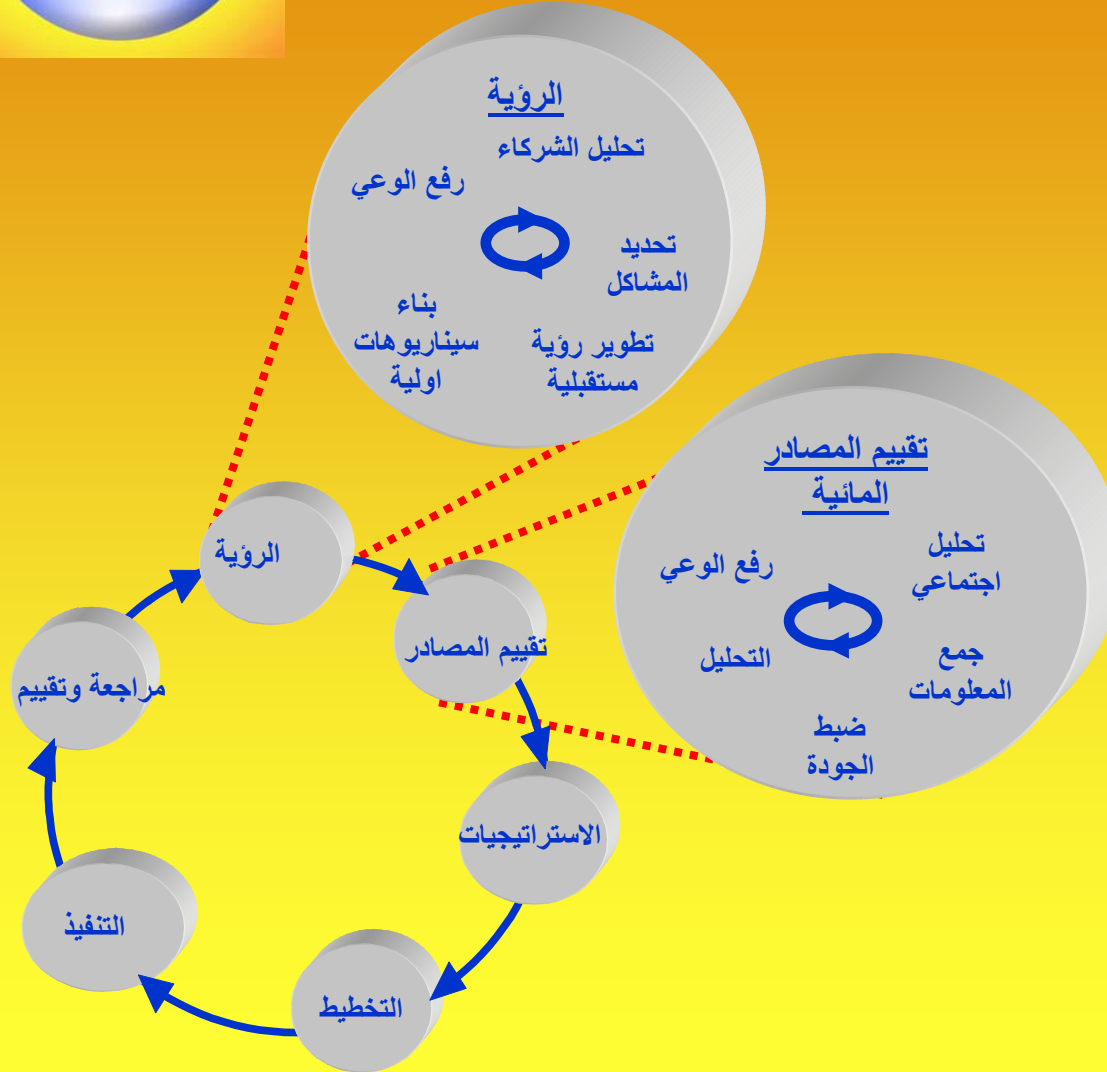 الرؤية
تحليل الشركاء
رفع الوعي
تحديد
المشاكل
بناء
سيناريوهات
اولية
تطوير رؤية
مستقبلية
تقييم المصادر
المائية
تحليل
اجتماعي
رفع الوعي
جمع
المعلومات
التحليل
ضبط
الجودة
الرؤية
تقييم المصادر
الاستراتيجيات
التخطيط
التنفيذ
مراجعة وتقييم